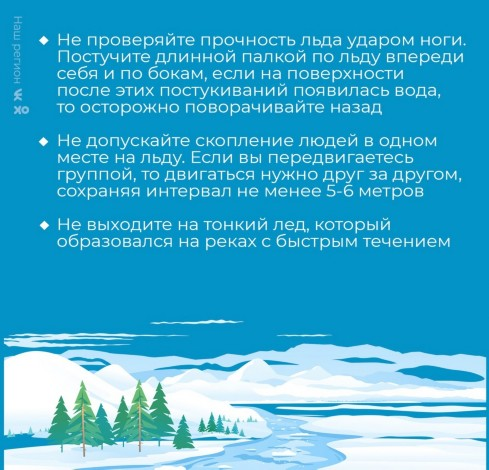 Наш регион
Не проверяйте прочность льда ударом ноги.
Постучите длинной палкой по льду впереди
себя и по бокам, если на поверхности
после этих постукиваний появилась вода,
то осторожно поворачивайте назад
Не допускайте скопление людей в одном
месте на льду. Если вы передвигаетесь
группой, то двигаться нужно друг за другом,
сохраняя интервал не менее 5-6 метров
Не выходите на тонкий лед, который
образовался на реках с быстрым течением